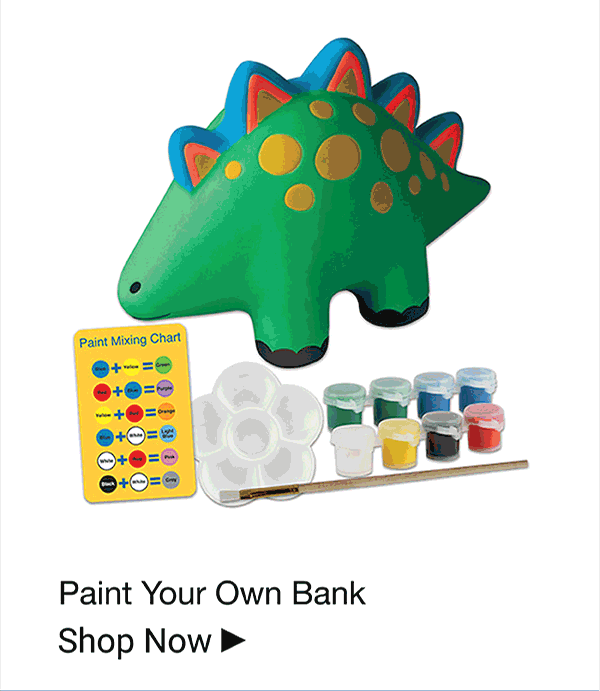 Paint Mixing Chart
Blue + Yellow = Green
Red + Blue = Purple
Yellow + Red = Orange
Blue + White = Light Blue
White + Red = Pink
Black + White = Gray
Paint Your Own Bank
Shop Now ▶